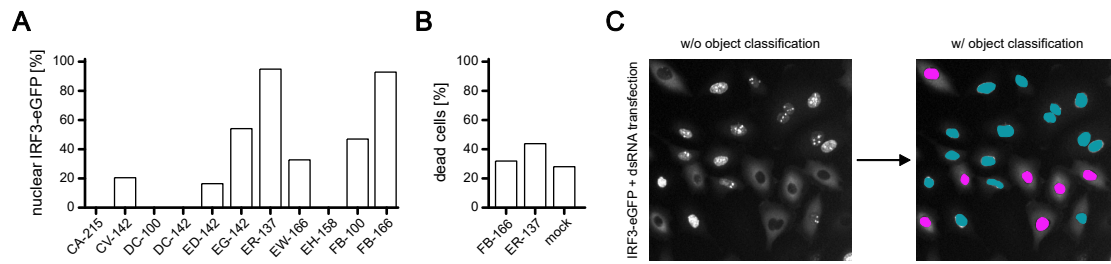 A
nuclear IRF3-eGFP [%]
100
80
60
40
20
0
CA-215
CV-142
DC-100
DC-142
ED-142
EG-142
ER-137
EW-166
EH-158
FB-100
FB-166
B
dead cells [%]
100
80
60
40
20
0
FB-166
ER-137
mock
C
w/o object classification
w/ object classification
IRF3-eGFP + dsRNA transfection